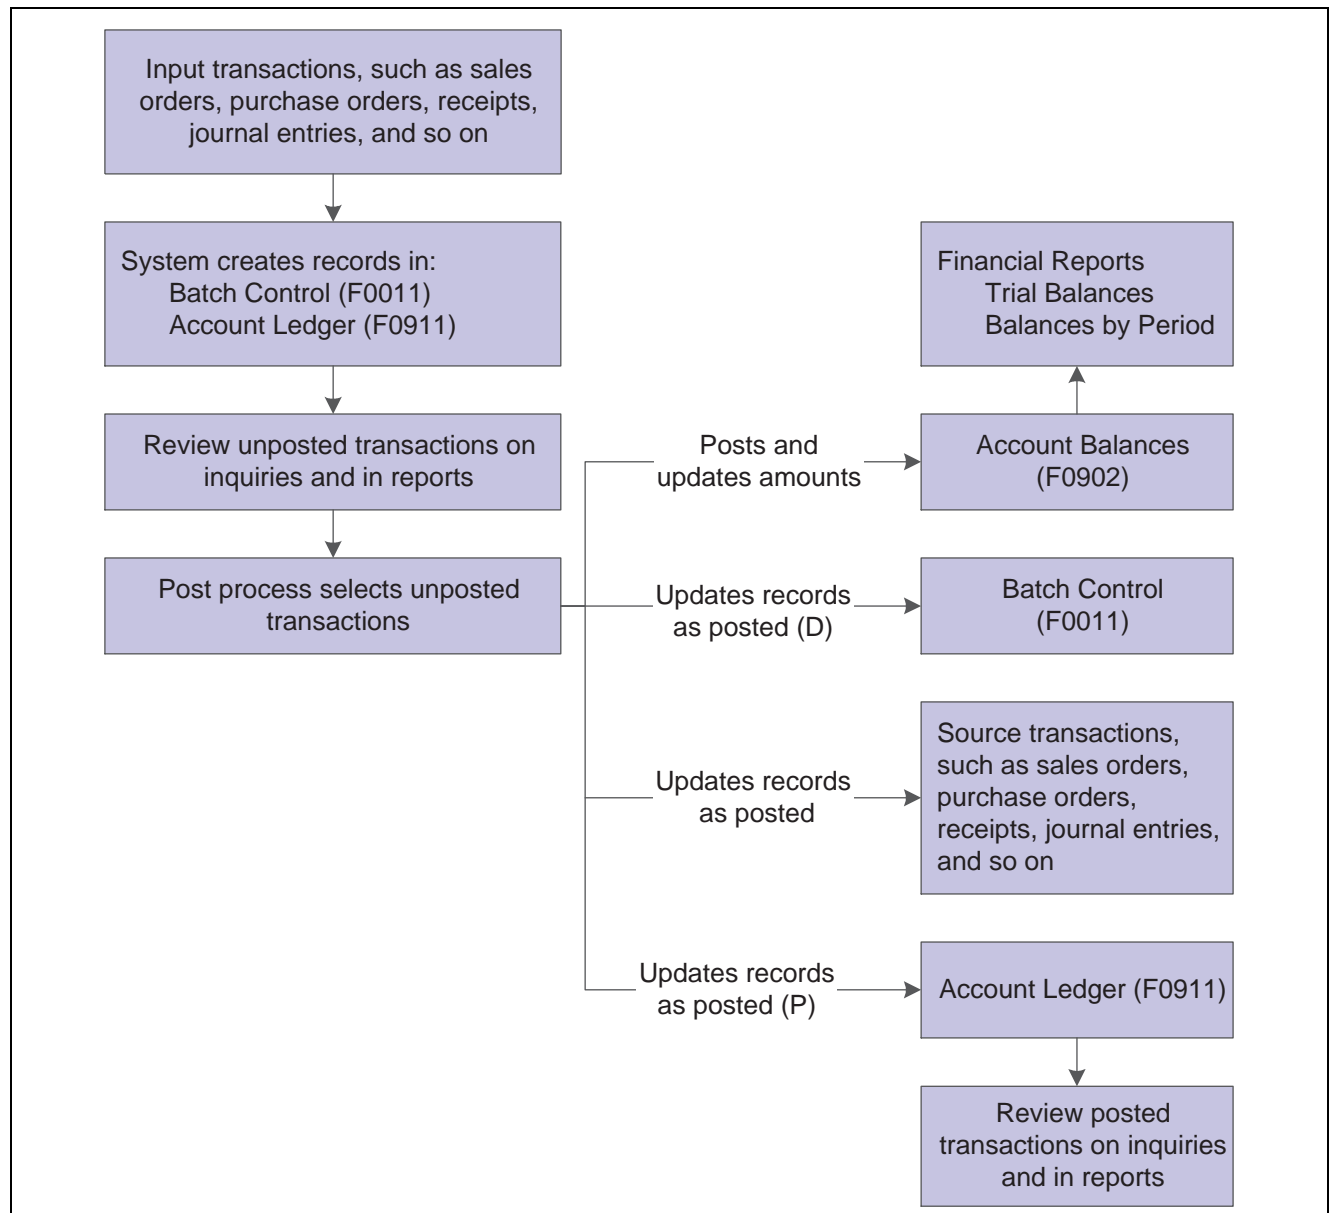 Input transactions, such as sales
orders, purchase orders, receipts,
journal entries, and so on
System creates records in:
Batch Control (F0011)
Account Ledger (F0911)
Review unposted transactions on
inquiries and in reports
Post process selects unposted
transactions
Posts and
updates amounts
Updates records
as posted (D)
Updates records
as posted
Updates records
as posted (P)
Financial Reports
Trial Balances
Balances by Period
Account Balances
(F0902)
Batch Control
(F0011)
Source transactions,
such as sales orders,
purchase orders,
receipts, journal entries,
and so on
Account Ledger (F0911)
Review posted
transactions on inquiries
and in reports